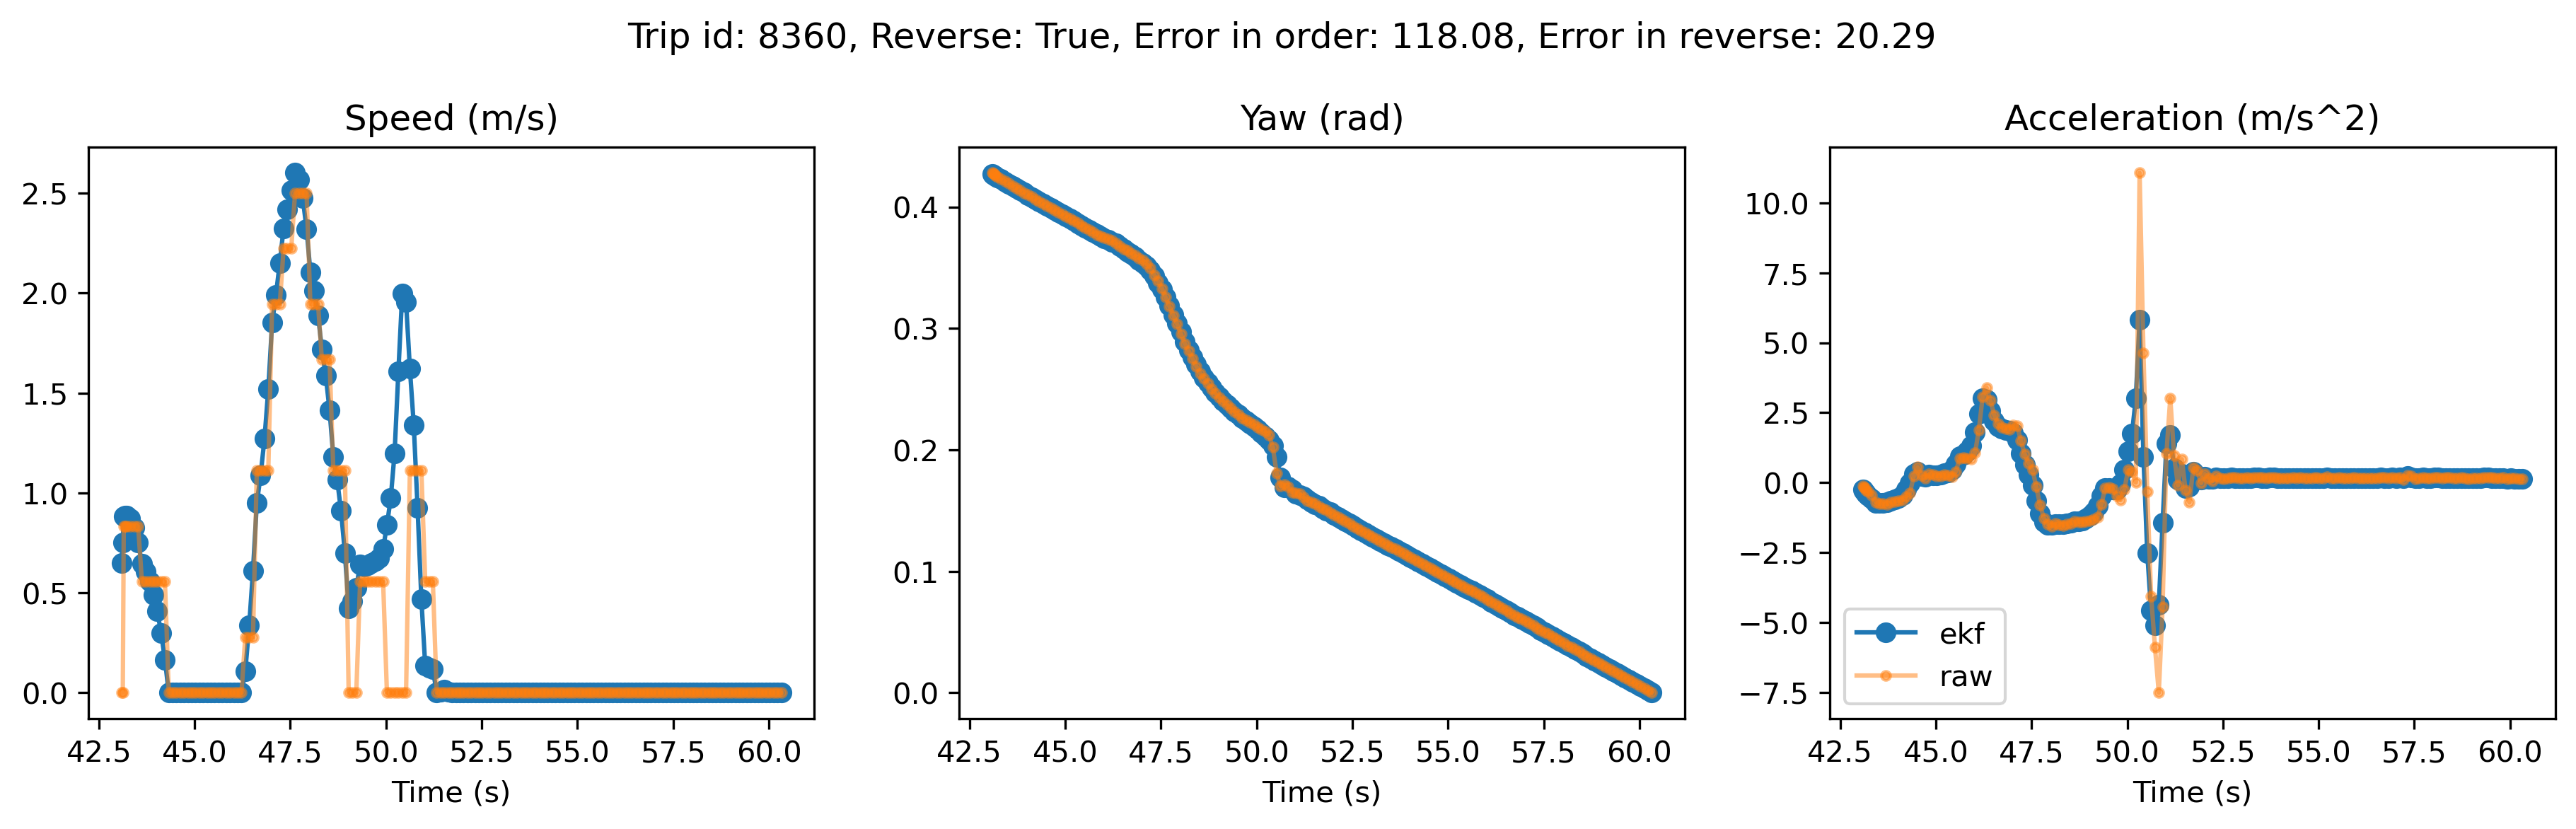 Trip id: 8360, Reverse: True, Error in order: 118.08, Error in reverse: 20.29
Speed (m/s)
2.5
2.0
1.5
1.0
0.5
0.0
42.5 45.0 47.5 50.0 52.5 55.0 57.5 60.0
Time (s)
Yaw (rad)
0.4
0.3
0.2
0.1
0.0
42.5 45.0 47.5 50.0 52.5 55.0 57.5 60.0
Time (s)
Acceleration (m/s^2)
10.0
7.5
5.0
2.5
0.0
−2.5
−5.0
−7.5
ekf
raw
42.5 45.0 47.5 50.0 52.5 55.0 57.5 60.0
Time (s)